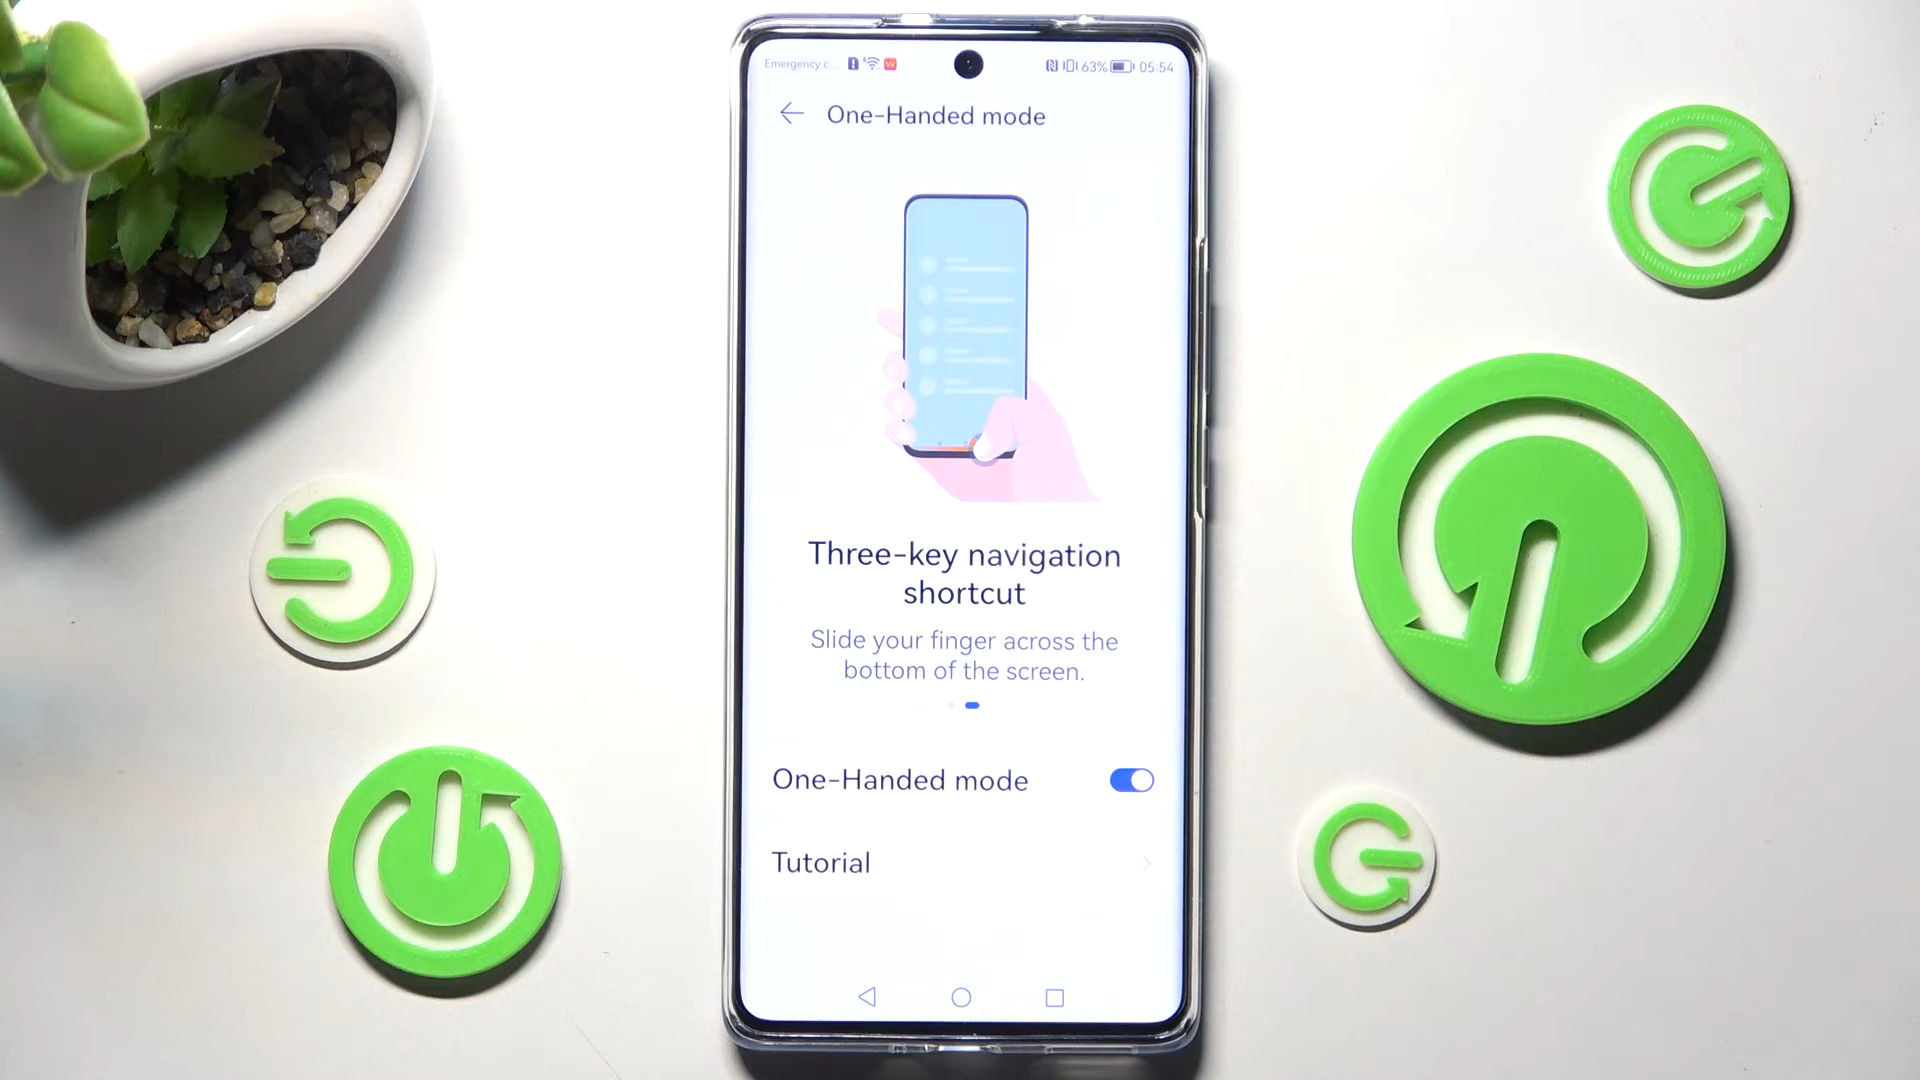 Emergency c... 63% 05:54
One-Handed mode
Three-key navigation
shortcut
Slide your finger across the
bottom of the screen.
One-Handed mode
Tutorial